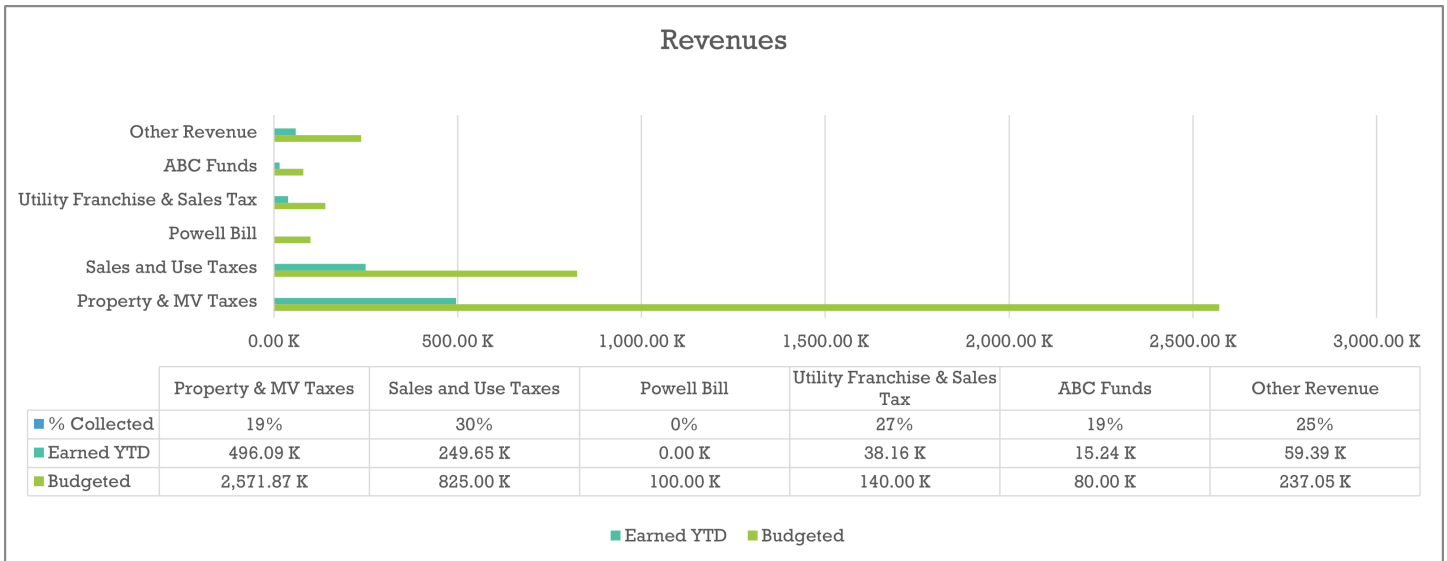 Revenues
Other Revenue
ABC Funds
Utility Franchise & Sales Tax
Powell Bill
Sales and Use Taxes
Property & MV Taxes
0.00 K 500.00 K 1,000.00 K 1,500.00 K 2,000.00 K 2,500.00 K 3,000.00 K
Property & MV Taxes Sales and Use Taxes Powell Bill Utility Franchise & Sales
Tax ABC Funds Other Revenue
% Collected 19% 30% 0% 27% 19% 25%
Earned YTD 496.09 K 249.65 K 0.00 K 38.16 K 15.24 K 59.39 K
Budgeted 2,571.87 K 825.00 K 100.00 K 140.00 K 80.00 K 237.05 K
Earned YTD Budgeted